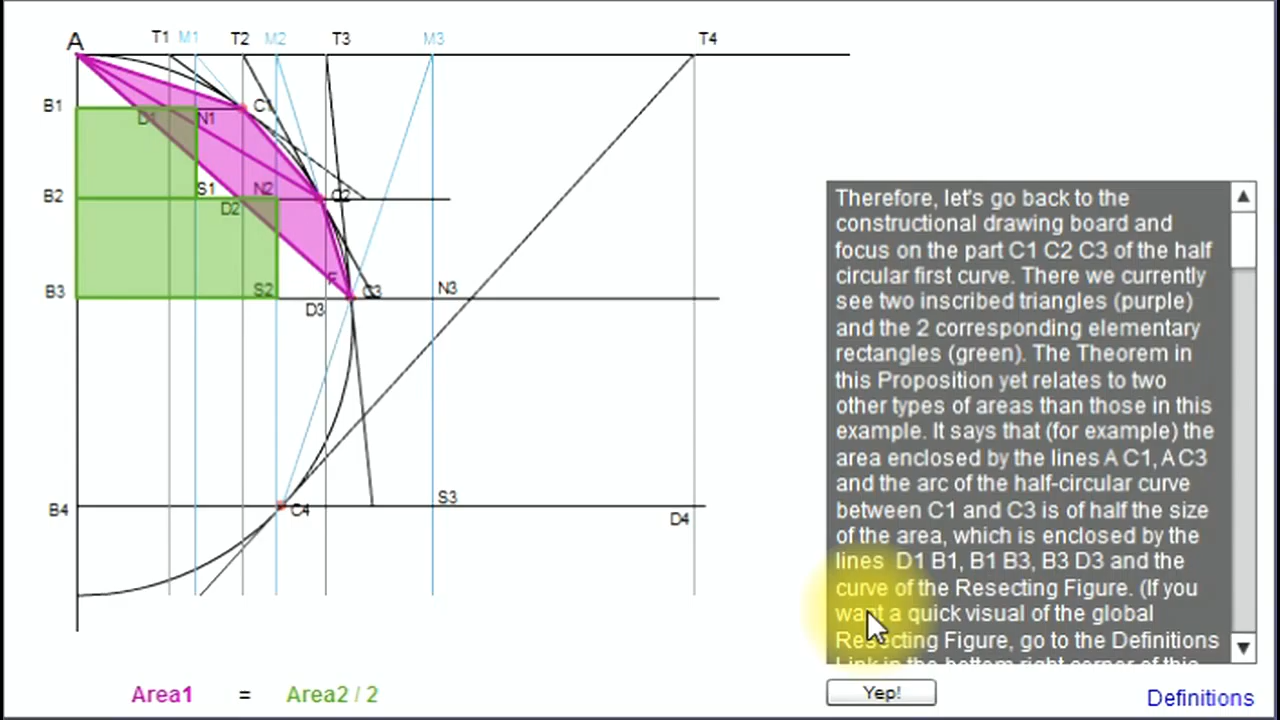 A T1 M1 T2 M2 T3 M3 T4
B1 D1 N1 C1
B2 S1 N2 C2
D2
F
B3 S2 C3 N3
D3
B4 C4 S3
D4
Therefore, let's go back to the
constructional drawing board and
focus on the part C1 C2 C3 of the half
circular first curve. There we currently
see two inscribed triangles (purple)
and the 2 corresponding elementary
rectangles (green). The Theorem in
this Proposition yet relates to two
other types of areas than those in this
example. It says that (for example) the
area enclosed by the lines A C1, A C3
and the arc of the half-circular curve
between C1 and C3 is of half the size
of the area, which is enclosed by the
lines D1 B1, B1 B3, B3 D3 and the
curve of the Resecting Figure. (If you
want a quick visual of the global
Resecting Figure, go to the Definitions
Link in the bottom right corner of this
Area1 = Area2 / 2
Yep!
Definitions